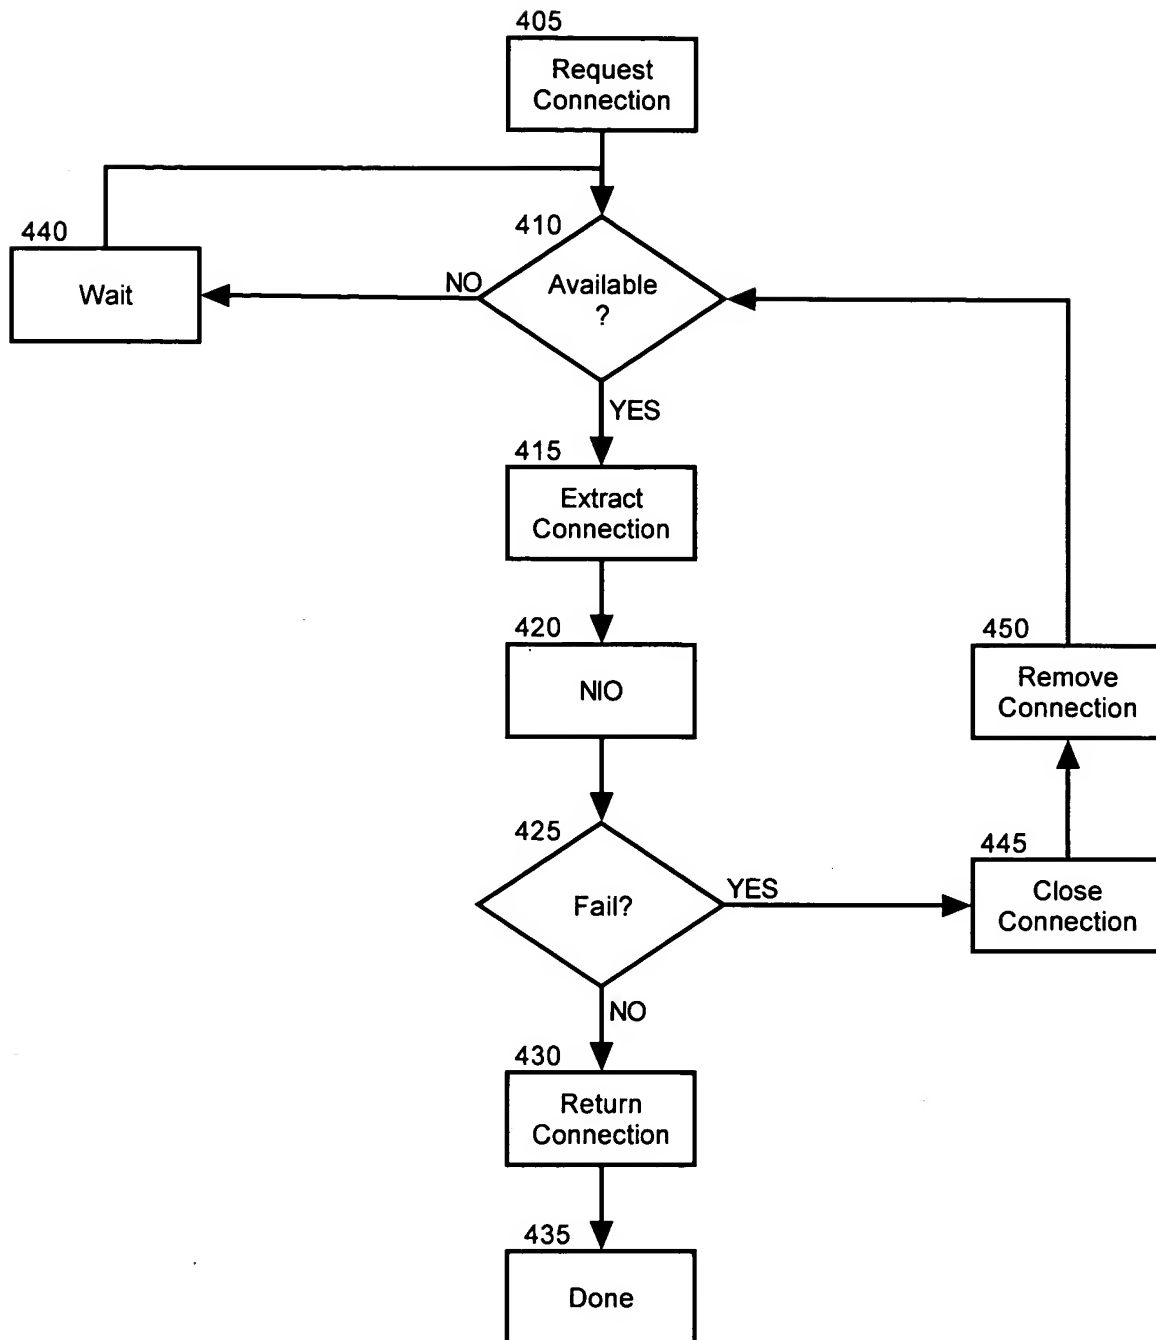 405
Request
Connection
440
Wait
410
Available
?
NO
YES
415
Extract
Connection
420
NIO
450
Remove
Connection
425
Fail?
YES
445
Close
Connection
NO
430
Return
Connection
435
Done